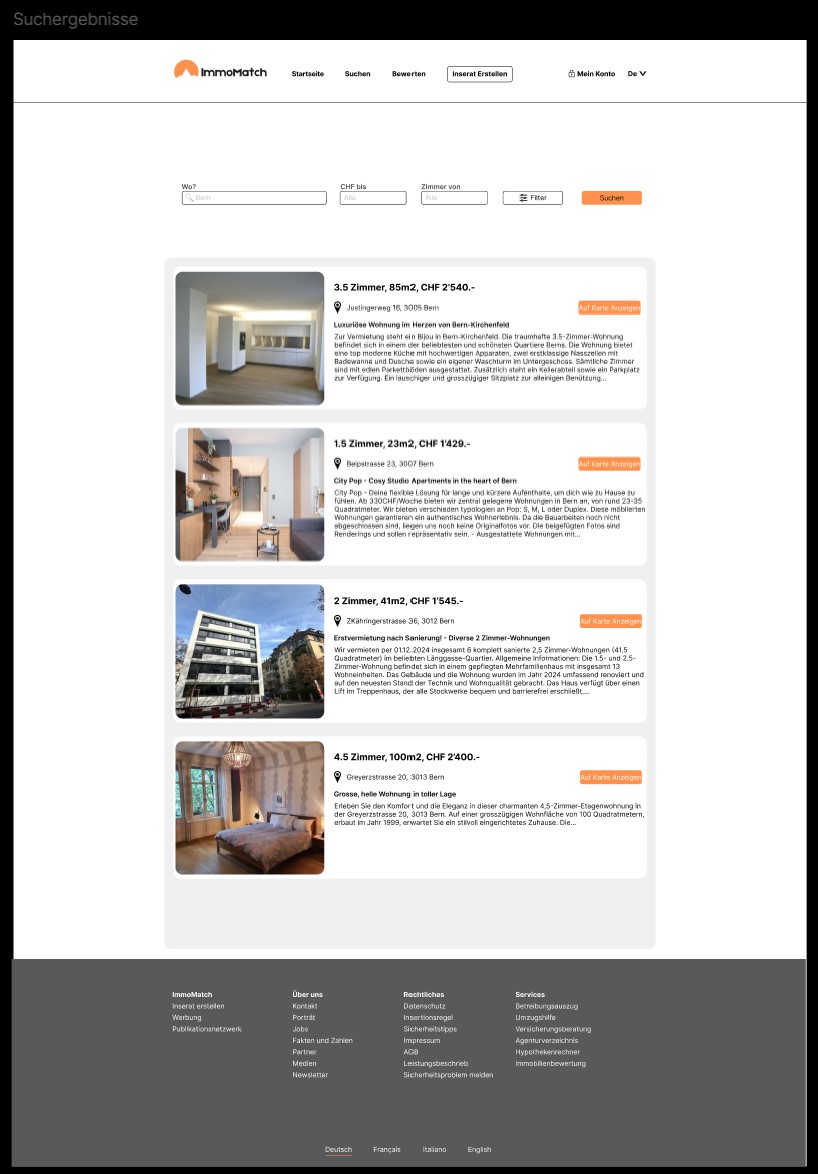 Suchergebnisse
ImmoMatch
Startseite
Suchen
Bewerten
Inserat Erstellen
Mein Konto
De
Wo?
CHF bis
Zimmer von
Bern
Alle
Alle
Filter
Suchen
3.5 Zimmer, 85m2, CHF 2'540.-
Justingerweg 16, 3005 Bern
Auf Karte Anzeigen
Luxuriöse Wohnung im Herzen von Bern-Kirchenfeld
Zur Vermietung steht ein Bijou in Bern-Kirchenfeld. Die traumhafte 3.5-Zimmer-Wohnung
befindet sich in einem der beliebtesten und schönsten Quartiere Berns. Die Wohnung bietet
eine top moderne Küche mit hochwertigen Apparaten, zwei erstklassige Nasszellen mit
Badewanne und Dusche sowie ein eigener Waschturm im Untergeschoss. Sämtliche Zimmer
sind mit edlen Parkettböden ausgestattet. Zusätzlich steht ein Kellerabteil sowie ein Parkplatz
zur Verfügung. Ein lauschiger und grosszügiger Sitzplatz zur alleinigen Benützung...
1.5 Zimmer, 23m2, CHF 1'429.-
Belpstrasse 23, 3007 Bern
Auf Karte Anzeigen
City Pop - Cosy Studio Apartments in the heart of Bern
City Pop - Deine flexible Lösung für lange und kürzere Aufenthalte, um dich wie zu Hause zu
fühlen. Ab 330CHF/Woche bieten wir zentral gelegene Wohnungen in Bern an, von rund 23-35
Quadratmeter. Wir bieten verschieden typologien an Pop: S, M, L oder Duplex. Diese möblierten
Wohnungen garantieren ein authentisches Wohnerlebnis. Da die Bauarbeiten noch nicht
abgeschlossen sind, liegen uns noch keine Originalfotos vor. Die beigefügten Fotos sind
Renderings und sollen repräsentativ sein. - Ausgestattete Wohnungen mit...
2 Zimmer, 41m2, CHF 1'545.-
ZKähringerstrasse 36, 3012 Bern
Auf Karte Anzeigen
Erstvermietung nach Sanierung! - Diverse 2 Zimmer-Wohnungen
Wir vermieten per 01.12..2024 insgesamt 6 komplett sanierte 2,5 Zimmer-Wohnungen (41.5
Quadratmeter) im beliebten Länggasse-Quartier. Allgemeine Informationen: Die 1.5- und 2.5-
Zimmer-Wohnung befindet sich in einem gepflegten Mehrfamilienhaus mit insgesamt 13
Wohneinheiten. Das Gebäude und die Wohnung wurden im Jahr 2024 umfassend renoviert und
auf den neuesten Stand der Technik und Wohnqualität gebracht. Das Haus verfügt über einen
Lift im Treppenhaus, der alle Stockwerke bequem und barrierefrei erschließt....
4.5 Zimmer, 100m2, CHF 2'400.-
Greyerzstrasse 20, 3013 Bern
Auf Karte Anzeigen
Grosse, helle Wohnung in toller Lage
Erleben Sie den Komfort und die Eleganz in dieser charmanten 4,5-Zimmer-Etagenwohnung in
der Greyerzstrasse 20, 3013 Bern. Auf einer grosszügigen Wohnfläche von 100 Quadratmetern,
erbaut im Jahr 1999, erwartet Sie ein stilvoll eingerichtetes Zuhause. Die...
ImmoMatch
Inserat erstellen
Werbung
Publikationsnetzwerk
Über uns
Kontakt
Porträt
Jobs
Fakten und Zahlen
Partner
Medien
Newsletter
Rechtliches
Datenschutz
Insertionsregel
Sicherheitstipps
Impressum
AGB
Leistungsbeschrieb
Sicherheitsproblem melden
Services
Betreibungsauszug
Umzugshilfe
Versicherungsberatung
Agenturverzeichnis
Hypothekenrechner
Immobilienbewertung
Deutsch
Français
Italiano
English